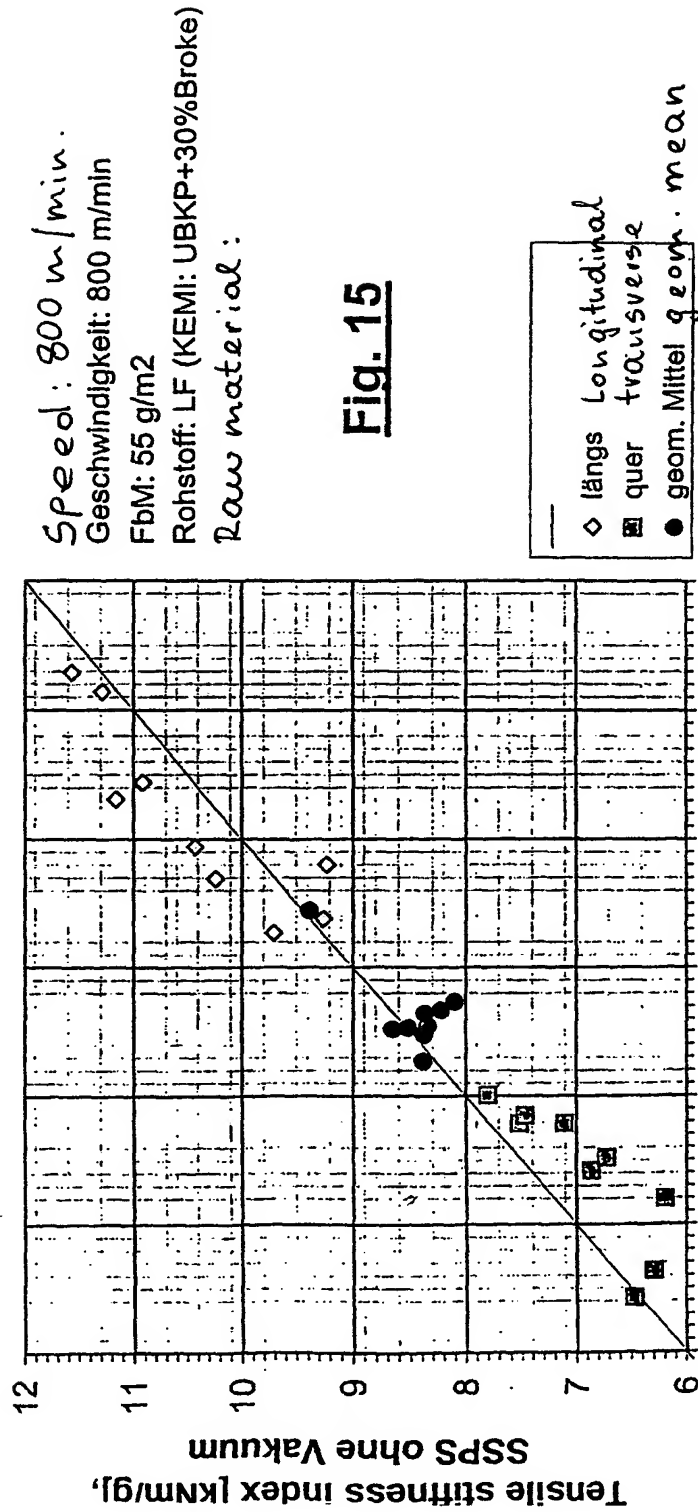 Speed: 800 m/min.
Geschwindigkeit: 800 m/min
FbM: 55 g/m2
Rohstoff: LF (KEMI: UBKP+30%Broke)
Raw material:
Fig. 15
längs Longitudinal
quer transverse
geom. Mittel geom. mean
12
11
10
9
8
7
6
Tensile stiffness index [kNm/g],
SSPS ohne Vakuum